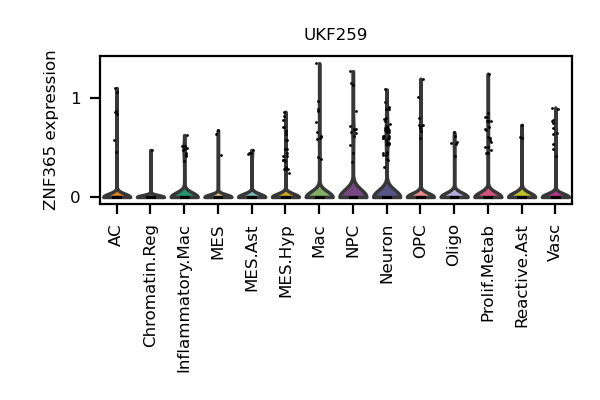 UKF259
ZNF365 expression
1
0
AC
Chromatin.Reg
Inflammatory.Mac
MES
MES.Ast
MES.Hyp
Mac
NPC
Neuron
OPC
Oligo
Prolif.Metab
Reactive.Ast
Vasc